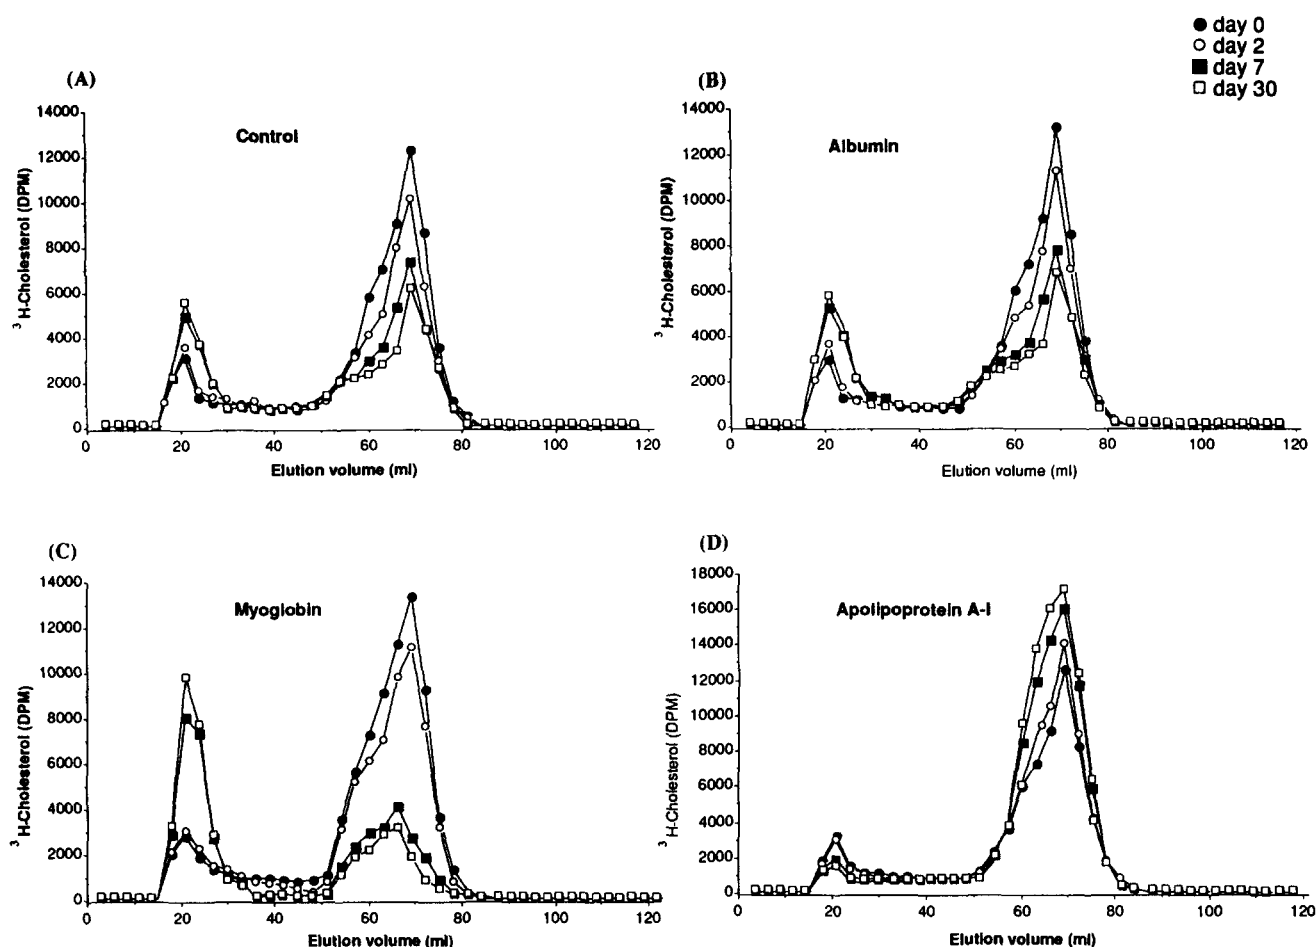 day 0
day 2
day 7
day 30
(A)
Control
14000
12000
10000
8000
6000
4000
2000
0
³H-Cholesterol (DPM)
0 20 40 60 80 100 120
Elution volume (ml)
(B)
Albumin
14000
12000
10000
8000
6000
4000
2000
0
³H-Cholesterol (DPM)
0 20 40 60 80 100 120
Elution volume (ml)
(C)
Myoglobin
14000
12000
10000
8000
6000
4000
2000
0
³H-Cholesterol (DPM)
0 20 40 60 80 100 120
Elution volume (ml)
(D)
Apolipoprotein A-I
18000
16000
14000
12000
10000
8000
6000
4000
2000
0
³H-Cholesterol (DPM)
0 20 40 60 80 100 120
Elution volume (ml)